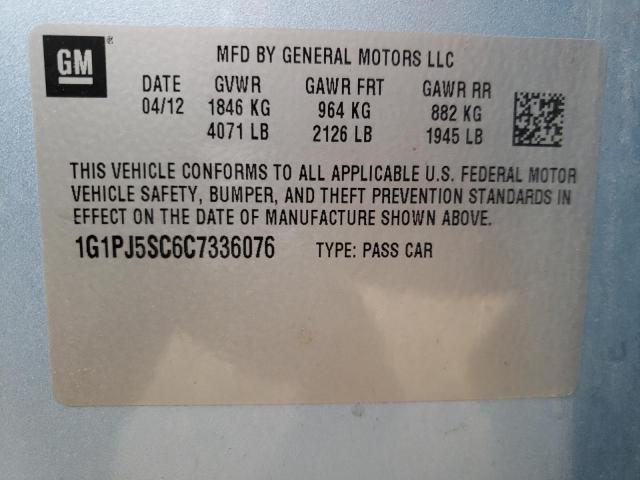 GM®
MFD BY GENERAL MOTORS LLC
DATE GVWR GAWR FRT GAWR RR
04/12 1846 KG 964 KG 882 KG
4071 LB 2126 LB 1945 LB
THIS VEHICLE CONFORMS TO ALL APPLICABLE U.S. FEDERAL MOTOR
VEHICLE SAFETY, BUMPER, AND THEFT PREVENTION STANDARDS IN
EFFECT ON THE DATE OF MANUFACTURE SHOWN ABOVE.
1G1PJ5SC6C7336076 TYPE: PASS CAR